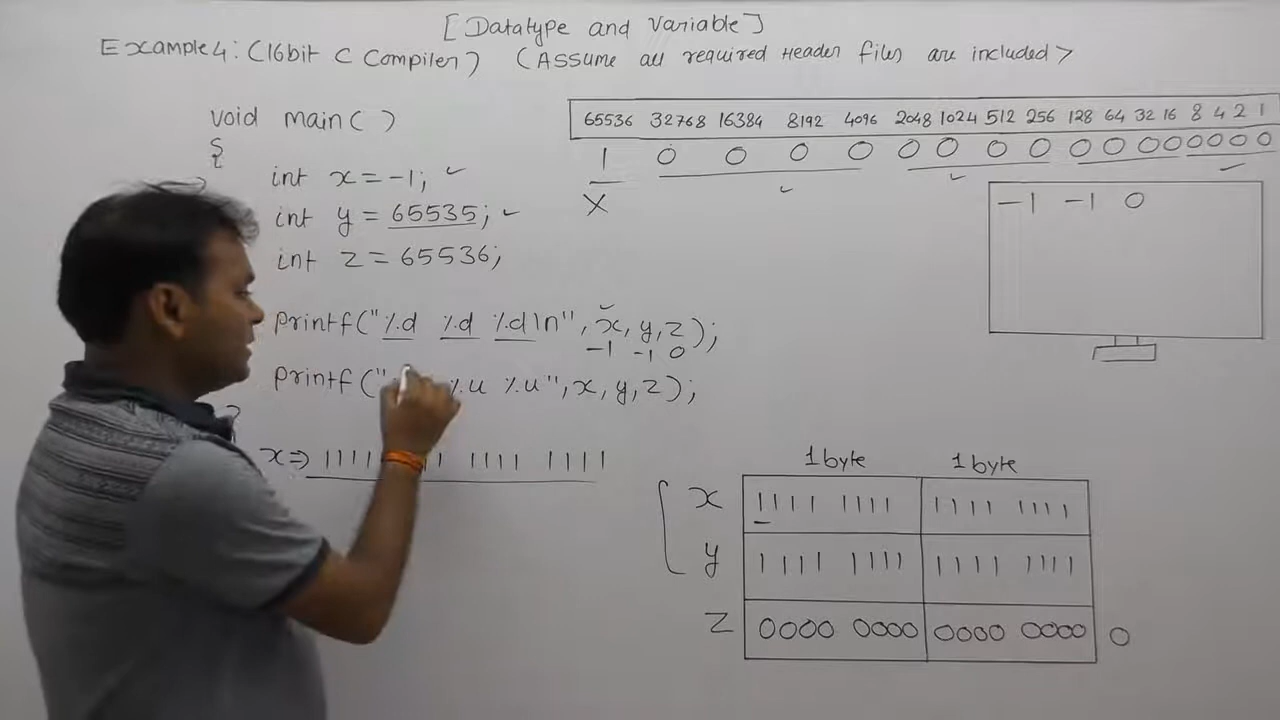 [Datatype and Variable]
Example 4: (16bit C Compiler) (Assume all required Header files are included)
void main( )
{
int x = -1; ✓
int y = 65535; ✓
int z = 65536;
printf("%d %d %d\n", x, y, z);
-1 -1 0
printf(" %u %u", x, y, z);
}
x => 1111 11 1111 1111
65536 32768 16384 8192 4096 2048 1024 512 256 128 64 32 16 8 4 2 1
1 0 0 0 0 0 0 0 0 0 0 0 0 0 0 0 0
X
-1 -1 0
1 byte 1 byte
x 1111 1111 1111 1111
y 1111 1111 1111 1111
z 0000 0000 0000 0000 0